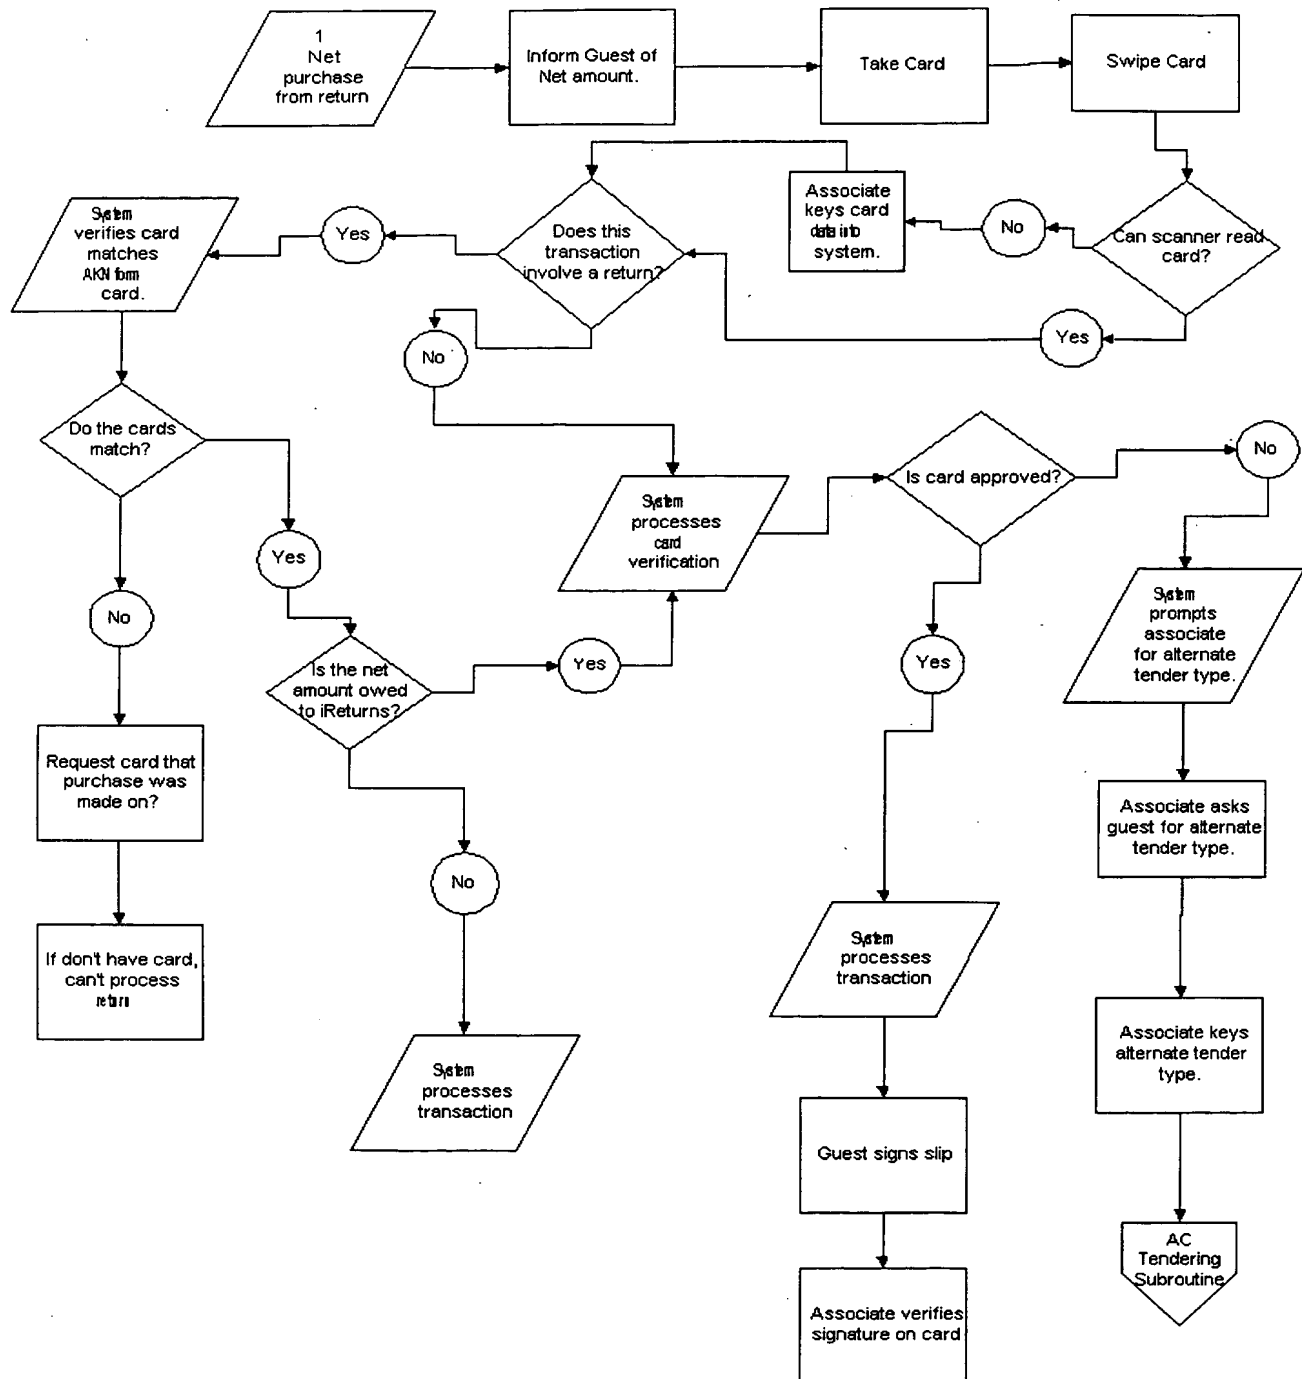 1
Net
purchase
from return
Inform Guest of
Net amount.
Take Card
Swipe Card
System
verifies card
matches
AKN form
card.
Yes
Does this
transaction
involve a return?
Associate
keys card
data into
system.
No
Can scanner read
card?
Yes
No
Do the cards
match?
Yes
No
System
processes
card
verification
Is card approved?
No
Is the net
amount owed
to iReturns?
Yes
Yes
System
prompts
associate
for alternate
tender type.
Request card that
purchase was
made on?
Associate asks
guest for alternate
tender type.
No
If don't have card,
can't process
return
System
processes
transaction
System
processes
transaction
Associate keys
alternate tender
type.
Guest signs slip
AC
Tendering
Subroutine
Associate verifies
signature on card